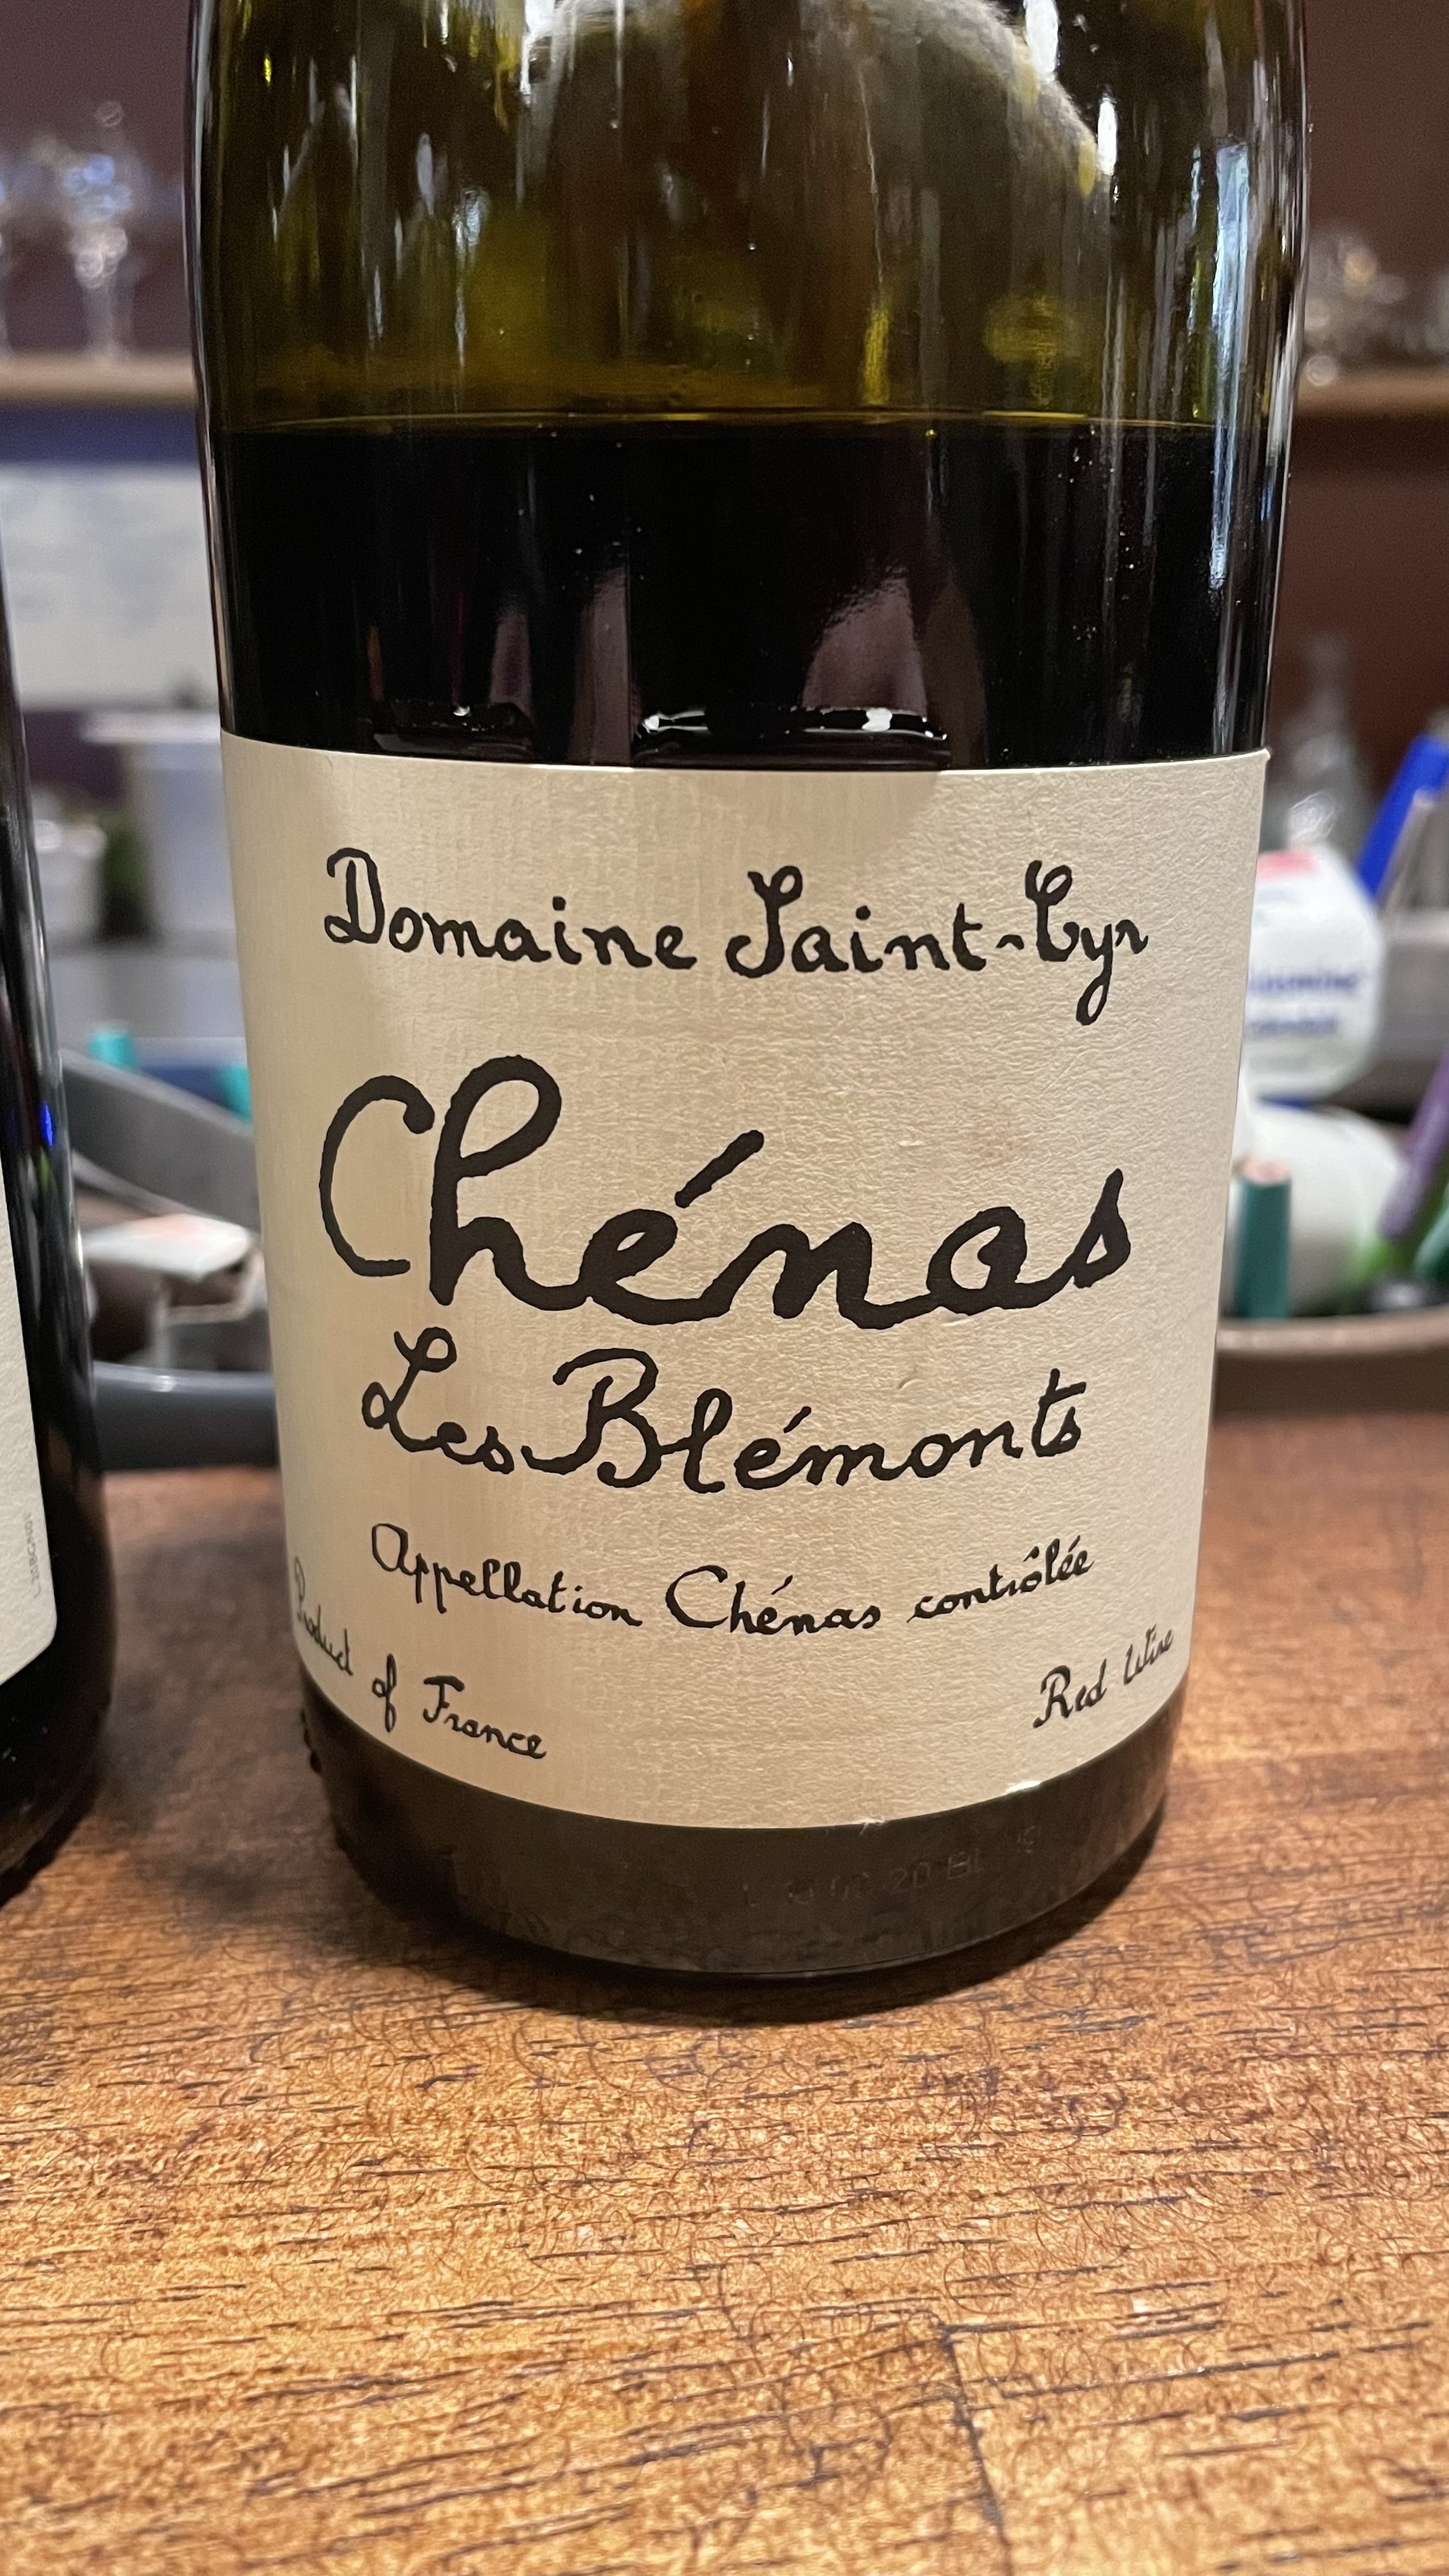 Domaine Saint-Cyr
Chénas
Les Blémonts
Appellation Chénas contrôlée
Product of France
Red Wine